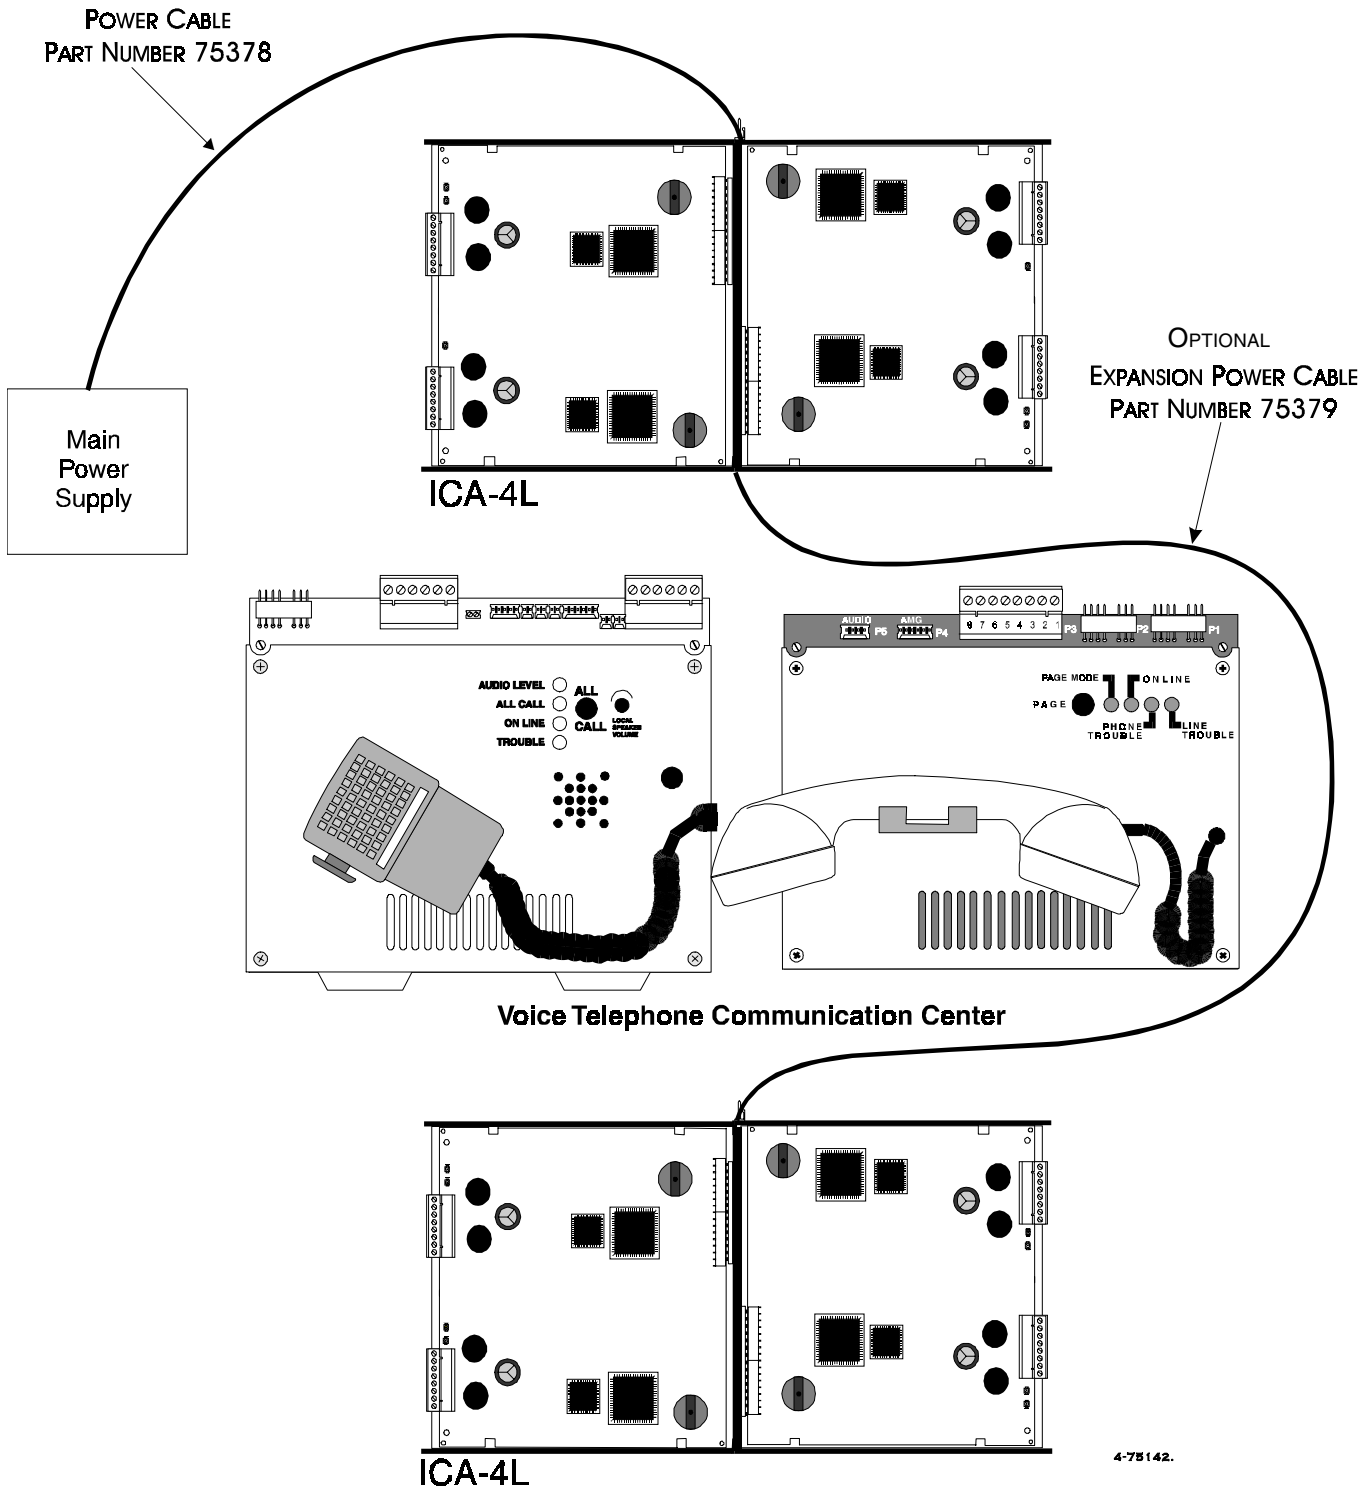 POWER CABLE
PART NUMBER 75378
OPTIONAL
EXPANSION POWER CABLE
PART NUMBER 75379
Main
Power
Supply
ICA-4L
AUDIO
P5
AMG
P4
8 7 6 5 4 3 2 1
P3
P2
P1
AUDIO LEVEL
ALL CALL
ON LINE
TROUBLE
ALL
CALL
LOCAL
SPEAKER
VOLUME
PAGE MODE
ON LINE
PAGE
PHONE
TROUBLE
LINE
TROUBLE
Voice Telephone Communication Center
ICA-4L
4-75142.